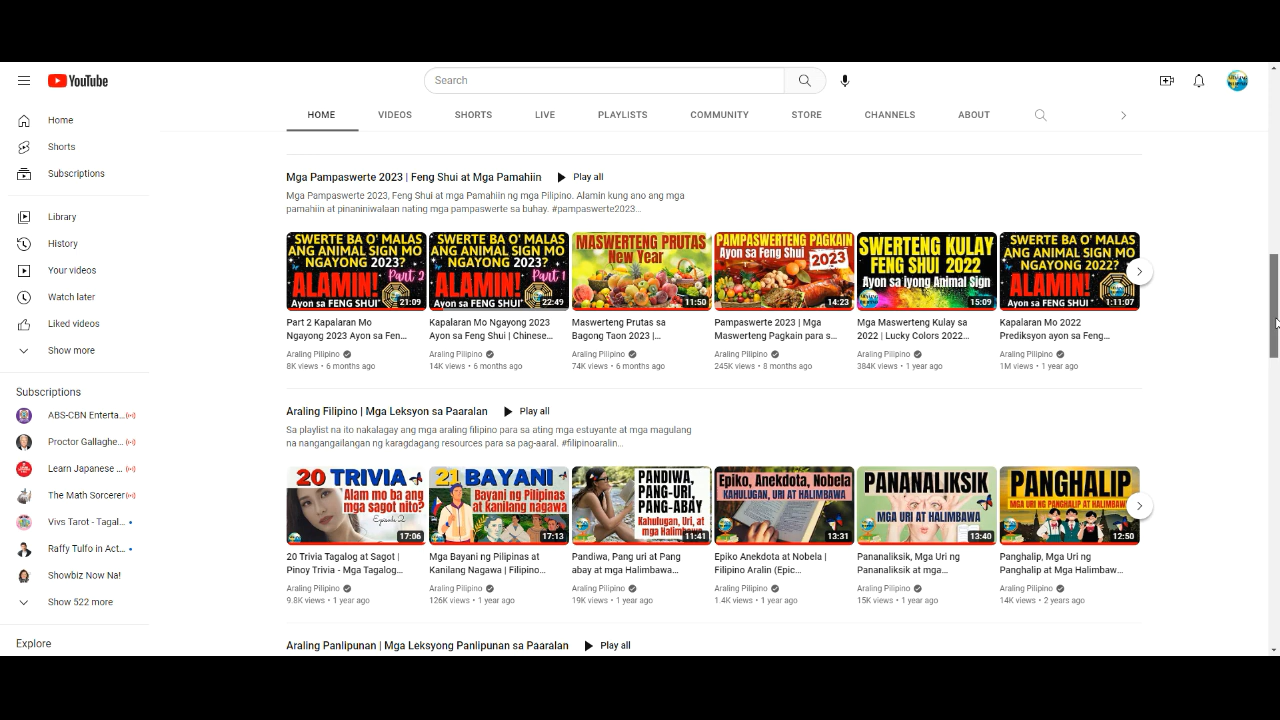 YouTube
Search
HOME
VIDEOS
SHORTS
LIVE
PLAYLISTS
COMMUNITY
STORE
CHANNELS
ABOUT
Home
Shorts
Subscriptions
Library
History
Your videos
Watch later
Liked videos
Show more
Subscriptions
ABS-CBN Enterta...
Proctor Gallaghe...
Learn Japanese ...
The Math Sorcerer
Vivs Tarot - Tagal...
Raffy Tulfo in Act...
Showbiz Now Na!
Show 522 more
Explore
Mga Pampaswerte 2023 | Feng Shui at Mga Pamahiin
Play all
Mga Pampaswerte 2023, Feng Shui at mga Pamahiin ng mga Pilipino. Alamin kung ano ang mga
pamahiin at pinaniniwalaan nating mga pampaswerte sa buhay. #pampaswerte2023...
SWERTE BA O' MALAS
ANG ANIMAL SIGN MO
NGAYONG 2023?
Part 2
ALAMIN!
Ayon sa FENG SHUI
21:09
Part 2 Kapalaran Mo
Ngayong 2023 Ayon sa Fen...
Araling Pilipino
8K views • 6 months ago
SWERTE BA O' MALAS
ANG ANIMAL SIGN MO
NGAYONG 2023?
Part 1
ALAMIN!
Ayon sa FENG SHUI
22:49
Kapalaran Mo Ngayong 2023
Ayon sa Feng Shui | Chinese...
Araling Pilipino
14K views • 6 months ago
MASWERTENG PRUTAS
New Year
11:50
Maswerteng Prutas sa
Bagong Taon 2023 |...
Araling Pilipino
74K views • 6 months ago
PAMPASWERTENG PAGKAIN
Ayon sa Feng Shui
2023
14:23
Pampaswerte 2023 | Mga
Maswerteng Pagkain para s...
Araling Pilipino
245K views • 8 months ago
SWERTENG KULAY
FENG SHUI 2022
Ayon sa iyong Animal Sign
15:09
Mga Maswerteng Kulay sa
2022 | Lucky Colors 2022...
Araling Pilipino
384K views • 1 year ago
SWERTE BA O' MALAS
ANG ANIMAL SIGN MO
NGAYONG 2022?
ALAMIN!
Ayon sa FENG SHUI
1:11:07
Kapalaran Mo 2022
Prediksyon ayon sa Feng...
Araling Pilipino
1M views • 1 year ago
Araling Filipino | Mga Leksyon sa Paaralan
Play all
Sa playlist na ito nakalagay ang mga araling filipino para sa ating mga estuyante at mga magulang
na nangangailangan ng karagdagang resources para sa pag-aaral. #filipinoaralin...
20 TRIVIA
Alam mo ba ang
mga sagot nito?
Episode 2
17:06
20 Trivia Tagalog at Sagot |
Pinoy Trivia - Mga Tagalog...
Araling Pilipino
9.8K views • 1 year ago
21 BAYANI
Bayani ng Pilipinas
at kanilang nagawa
17:13
Mga Bayani ng Pilipinas at
Kanilang Nagawa | Filipino...
Araling Pilipino
126K views • 1 year ago
PANDIWA,
PANG-URI,
PANG-ABAY
Kahulugan, Uri, at
mga Halimbawa
11:41
Pandiwa, Pang uri at Pang
abay at mga Halimbawa...
Araling Pilipino
19K views • 1 year ago
Epiko, Anekdota, Nobela
KAHULUGAN, URI AT HALIMBAWA
13:31
Epiko Anekdota at Nobela |
Filipino Aralin (Epic...
Araling Pilipino
1.4K views • 1 year ago
PANANALIKSIK
MGA URI AT HALIMBAWA
13:40
Pananaliksik, Mga Uri ng
Pananaliksik at mga...
Araling Pilipino
15K views • 1 year ago
PANGHALIP
MGA URI NG PANGHALIP AT HALIMBAWA
12:50
Panghalip, Mga Uri ng
Panghalip at Mga Halimbaw...
Araling Pilipino
14K views • 2 years ago
Araling Panlipunan | Mga Leksyong Panlipunan sa Paaralan
Play all